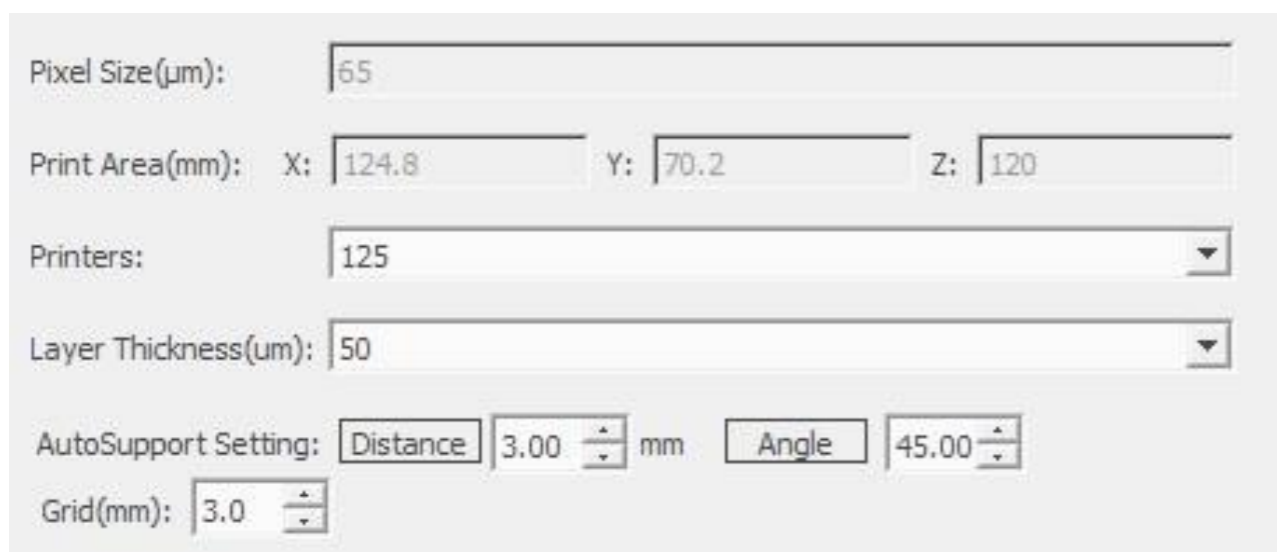 Pixel Size(μm): 65
Print Area(mm): X: 124.8 Y: 70.2 Z: 120
Printers: 125
Layer Thickness(um): 50
AutoSupport Setting: Distance 3.00 mm Angle 45.00
Grid(mm): 3.0